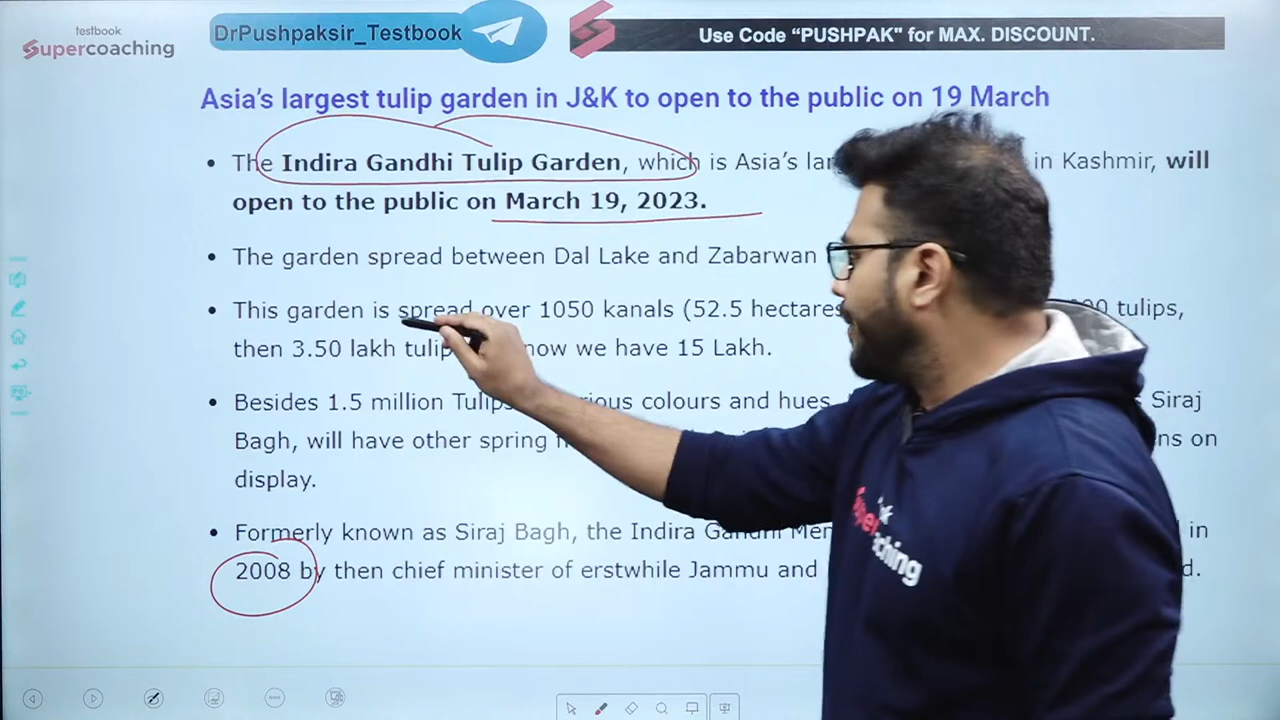 testbook
Supercoaching
DrPushpaksir_Testbook
Use Code “PUSHPAK" for MAX. DISCOUNT.
Asia’s largest tulip garden in J&K to open to the public on 19 March
• The Indira Gandhi Tulip Garden, which is Asia’s in Kashmir, will
open to the public on March 19, 2023.
• The garden spread between Dal Lake and Zabarwan
• This garden is spread over 1050 kanals (52.5 hectares tulips,
then 3.50 lakh now we have 15 Lakh.
• Besides 1.5 million Tulips colours and hues, Siraj
Bagh, will have other spring on
display.
• Formerly known as Siraj Bagh, the Indira Gandhi in
2008 by then chief minister of erstwhile Jammu and